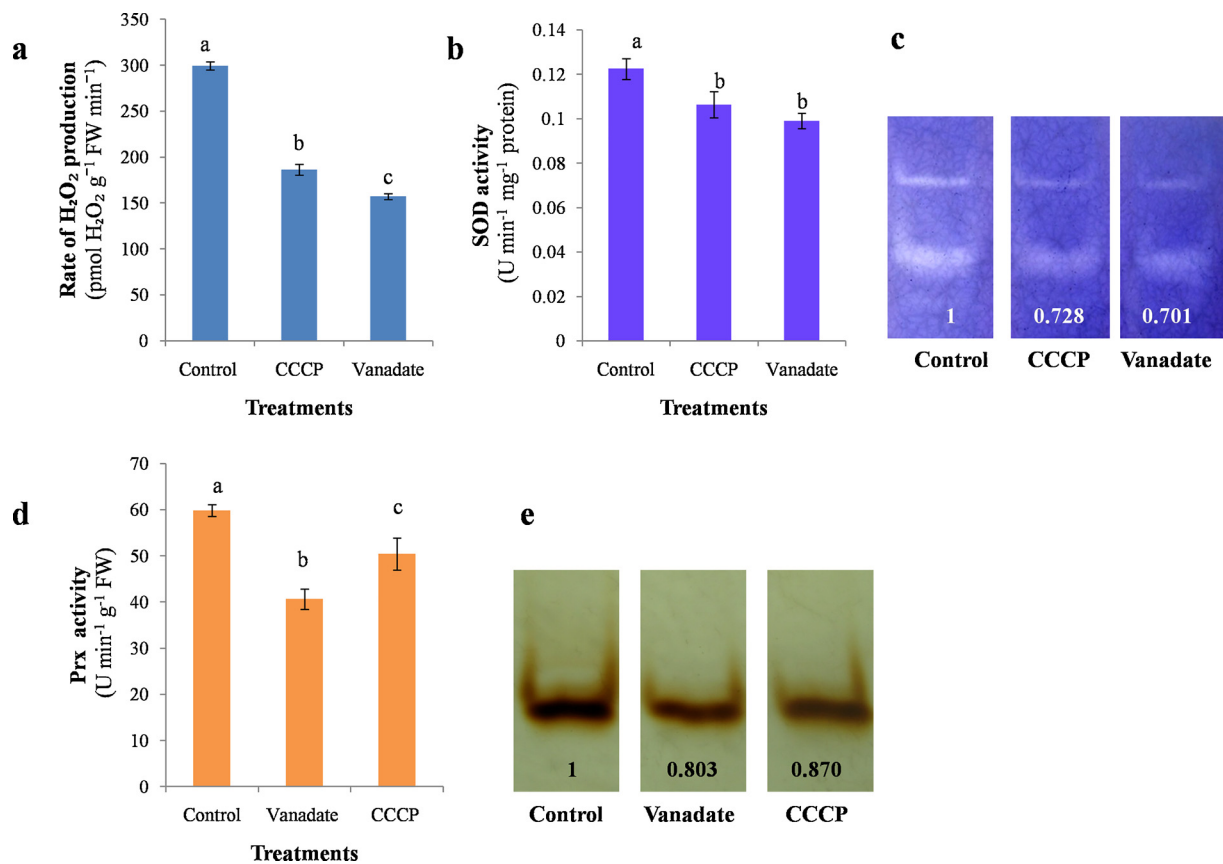 a
Rate of H₂O₂ production
(pmol H₂O₂ g⁻¹ FW min⁻¹)
350
300
250
200
150
100
50
0
a
b
c
Control CCCP Vanadate
Treatments
b
SOD activity
(U min⁻¹ mg⁻¹ protein)
0.14
0.12
0.1
0.08
0.06
0.04
0.02
0
a
b
b
Control CCCP Vanadate
Treatments
c
1 0.728 0.701
Control CCCP Vanadate
d
Prx activity
(U min⁻¹ g⁻¹ FW)
70
60
50
40
30
20
10
0
a
b
c
Control Vanadate CCCP
Treatments
e
1 0.803 0.870
Control Vanadate CCCP